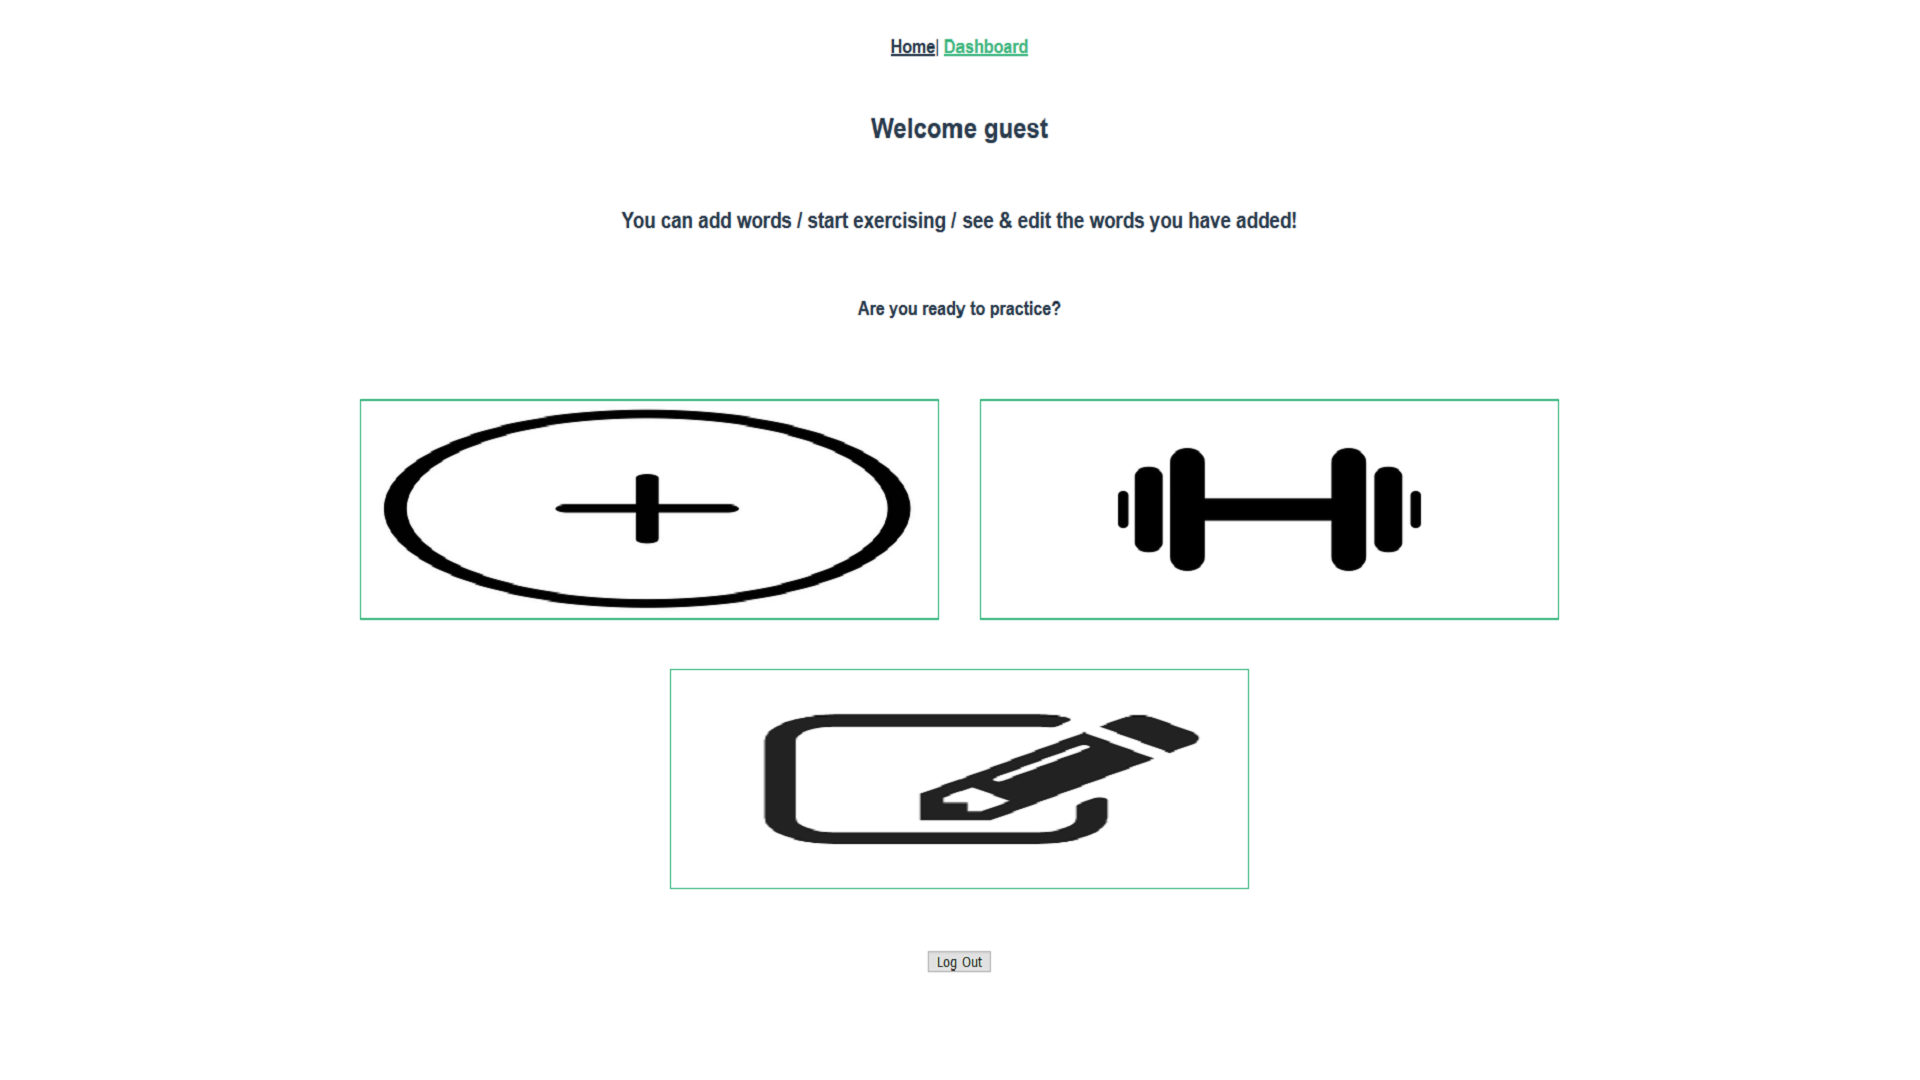 Home| Dashboard
Welcome guest
You can add words / start exercising / see & edit the words you have added!
Are you ready to practice?
Log Out